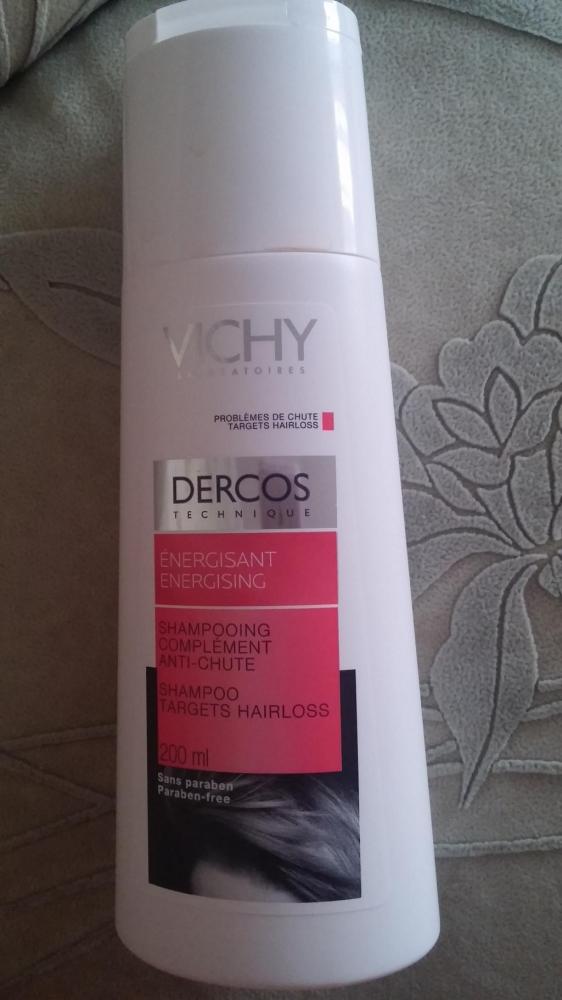 VICHY
LABORATOIRES
PROBLÈMES DE CHUTE
TARGETS HAIRLOSS
DERCOS
TECHNIQUE
ÉNERGISANT
ENERGISING
SHAMPOOING
COMPLÉMENT
ANTI-CHUTE
SHAMPOO
TARGETS HAIRLOSS
200 ml
Sans paraben
Paraben-free